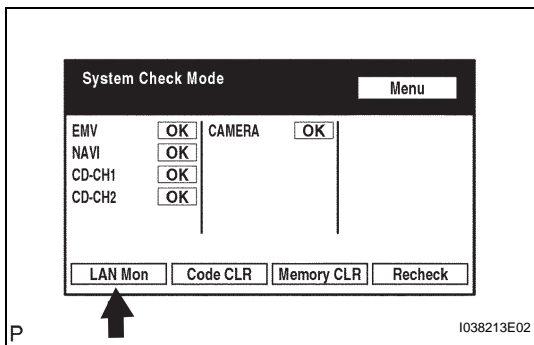 System Check Mode
Menu
EMV OK CAMERA OK
NAVI OK
CD-CH1 OK
CD-CH2 OK
LAN Mon Code CLR Memory CLR Recheck
P
I038213E02